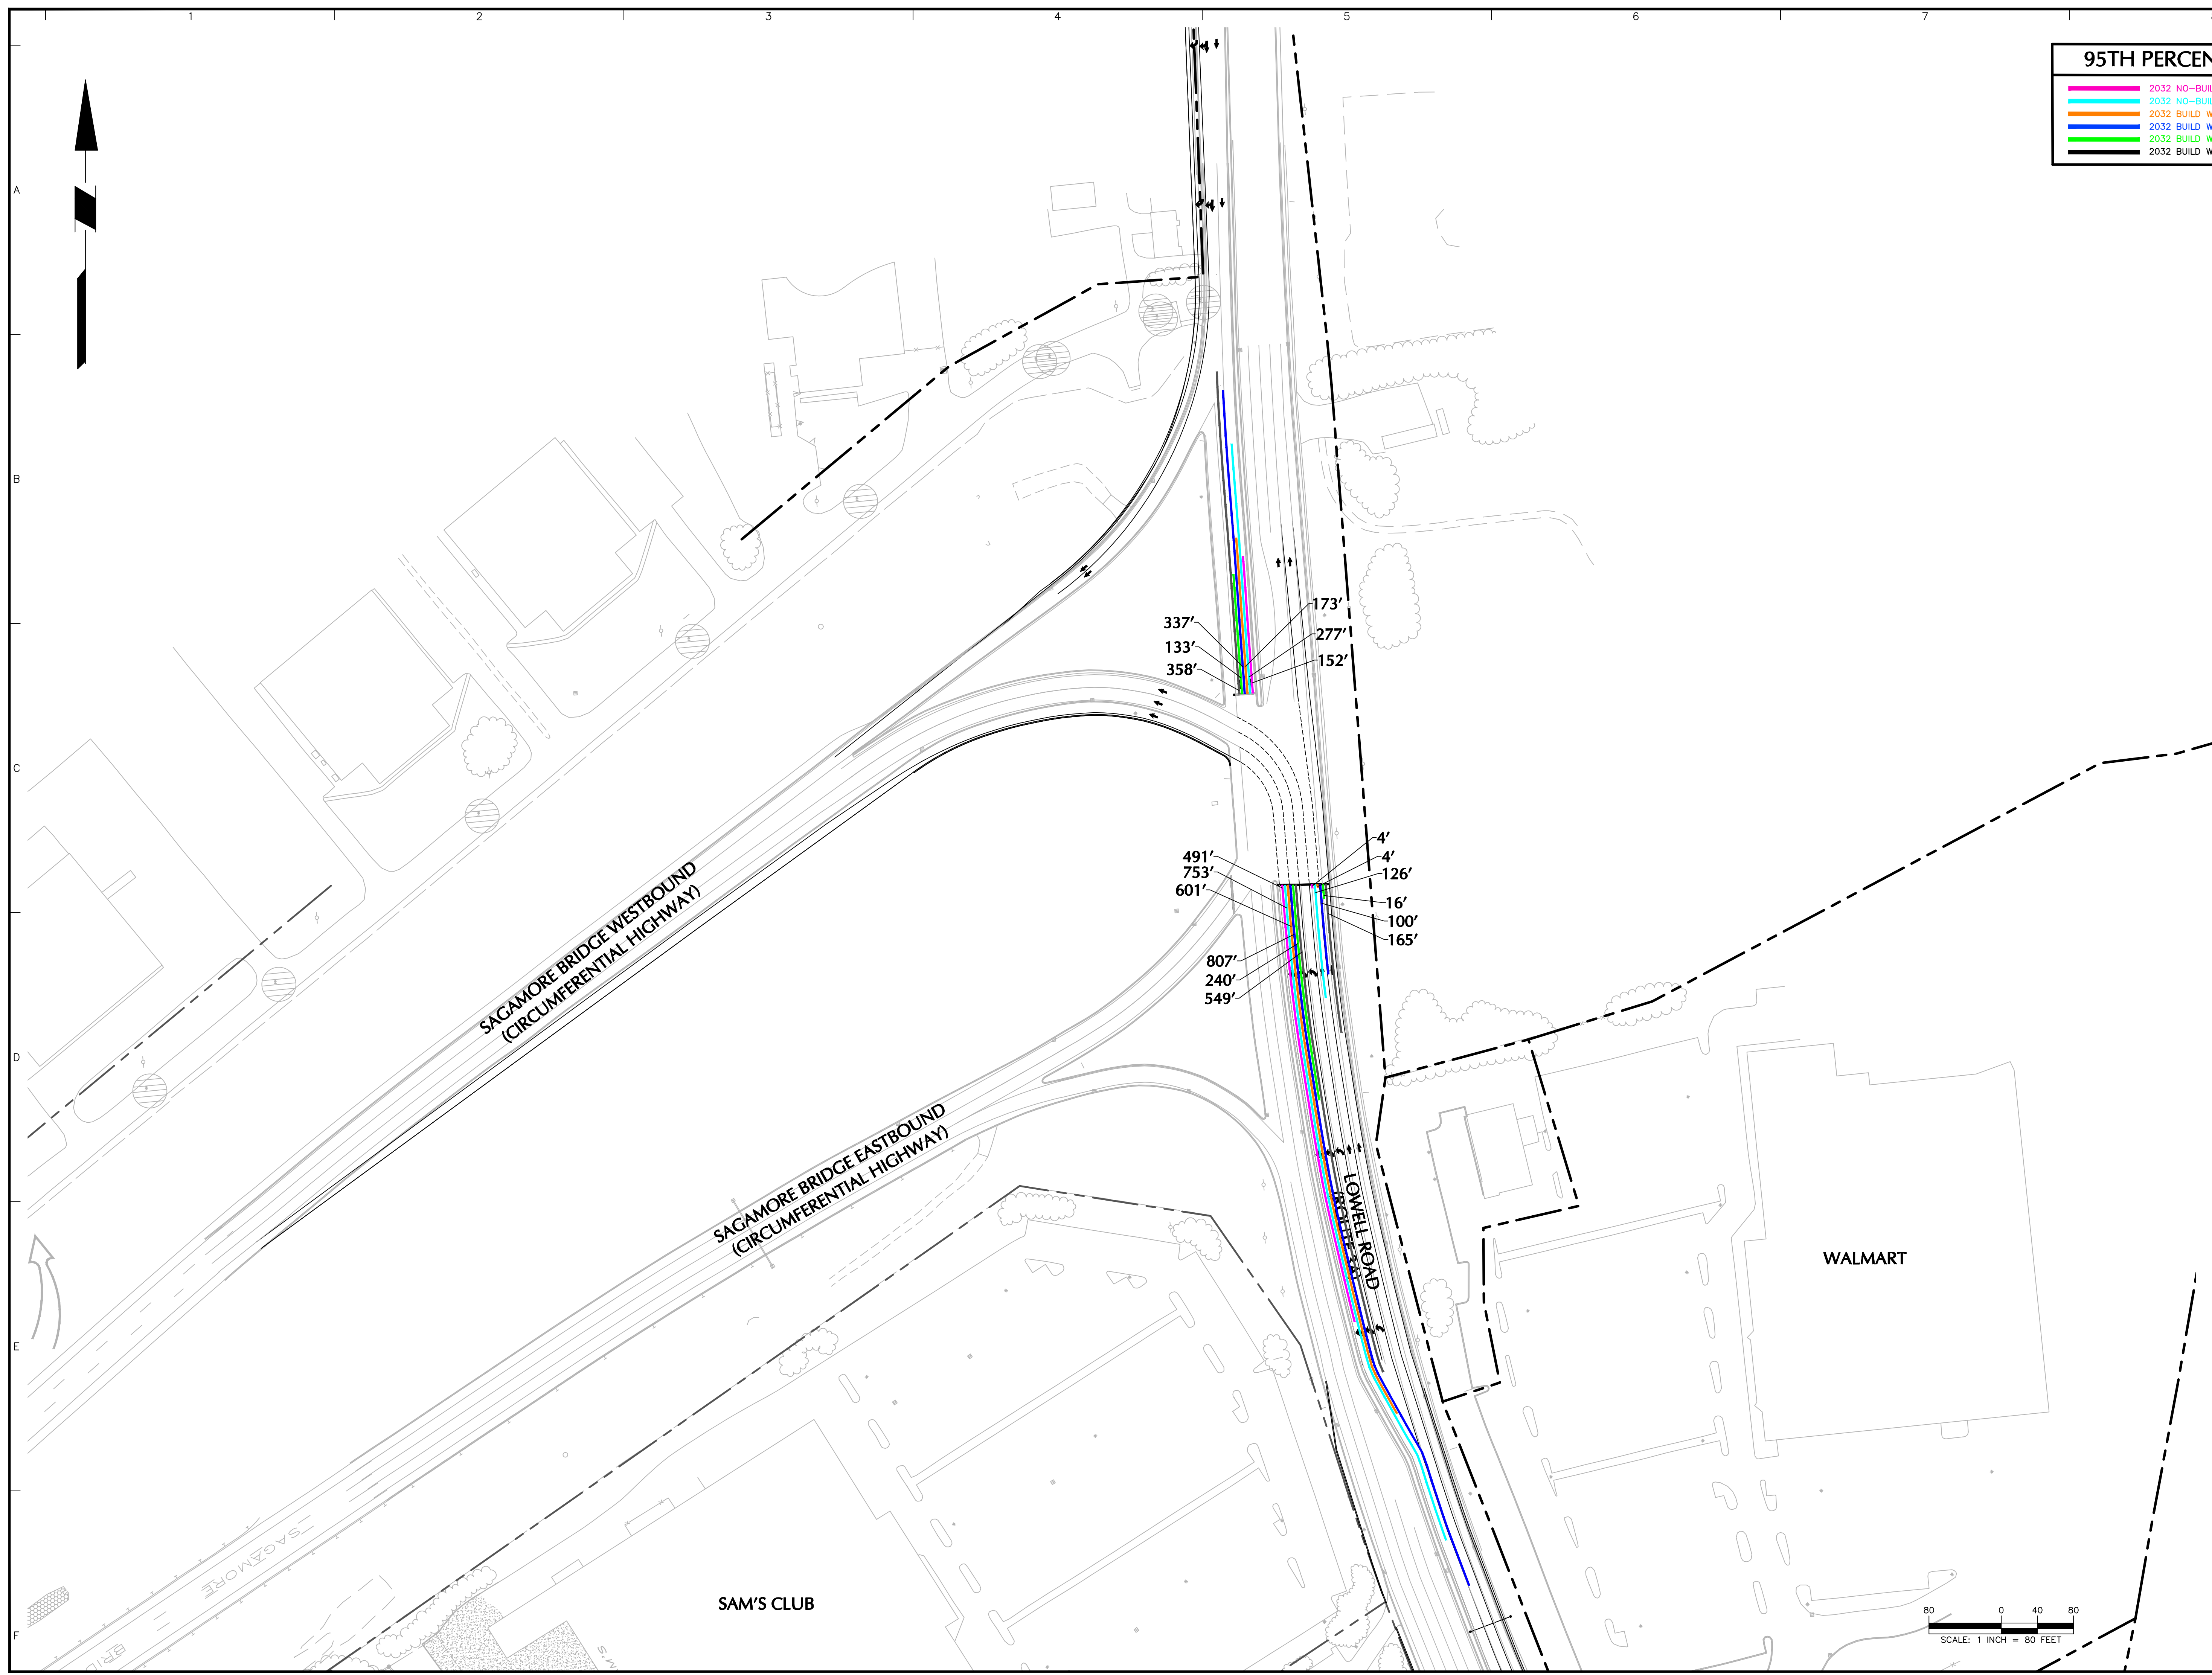 1 2 3 4 5 6 7
95TH PERCEN
2032 NO-BUIL
2032 NO-BUIL
2032 BUILD W
2032 BUILD W
2032 BUILD W
2032 BUILD W
A
B
C
D
E
F
173'
337'
277'
133'
152'
358'
4'
491'
4'
753'
126'
601'
16'
100'
165'
807'
240'
549'
SAGAMORE BRIDGE WESTBOUND
(CIRCUMFERENTIAL HIGHWAY)
SAGAMORE BRIDGE EASTBOUND
(CIRCUMFERENTIAL HIGHWAY)
LOWELL ROAD
(ROUTE 3A)
WALMART
SAM'S CLUB
SAGAMORE
80 0 40 80
SCALE: 1 INCH = 80 FEET